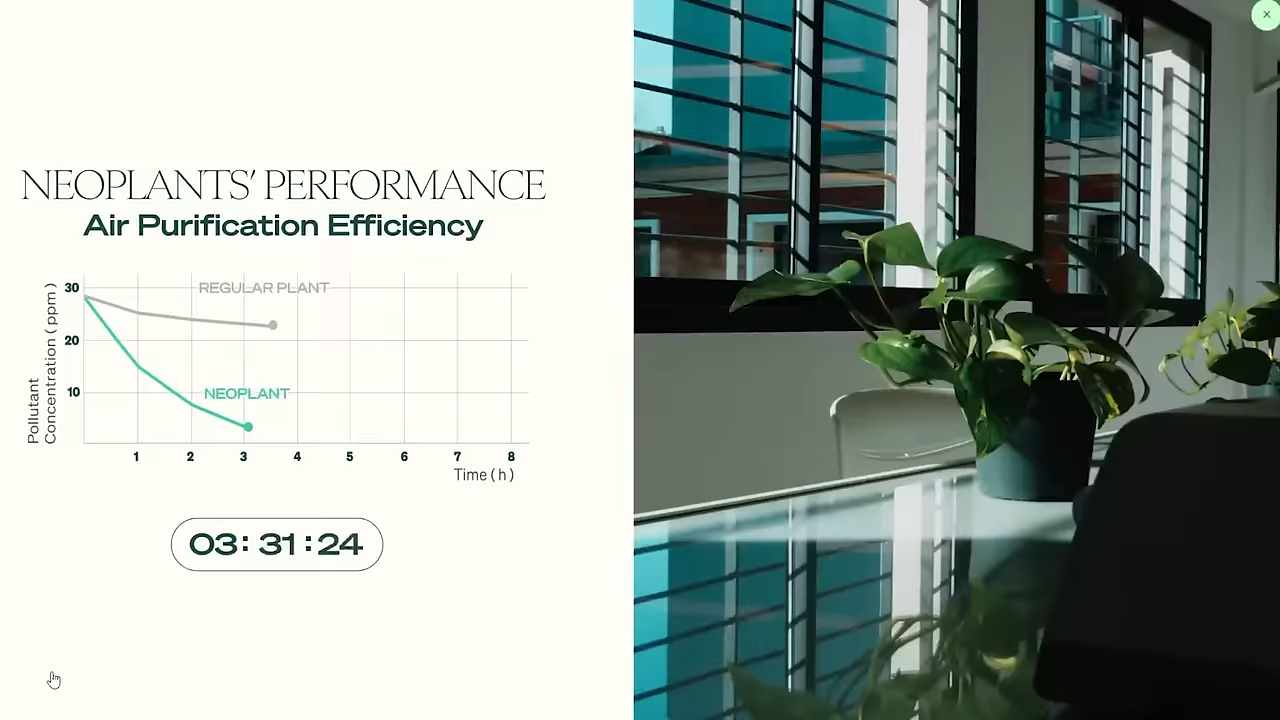 NEOPLANTS' PERFORMANCE
Air Purification Efficiency
Pollutant
Concentration ( ppm )
30
20
10
REGULAR PLANT
NEOPLANT
1 2 3 4 5 6 7 8
Time ( h )
03 : 31 : 24